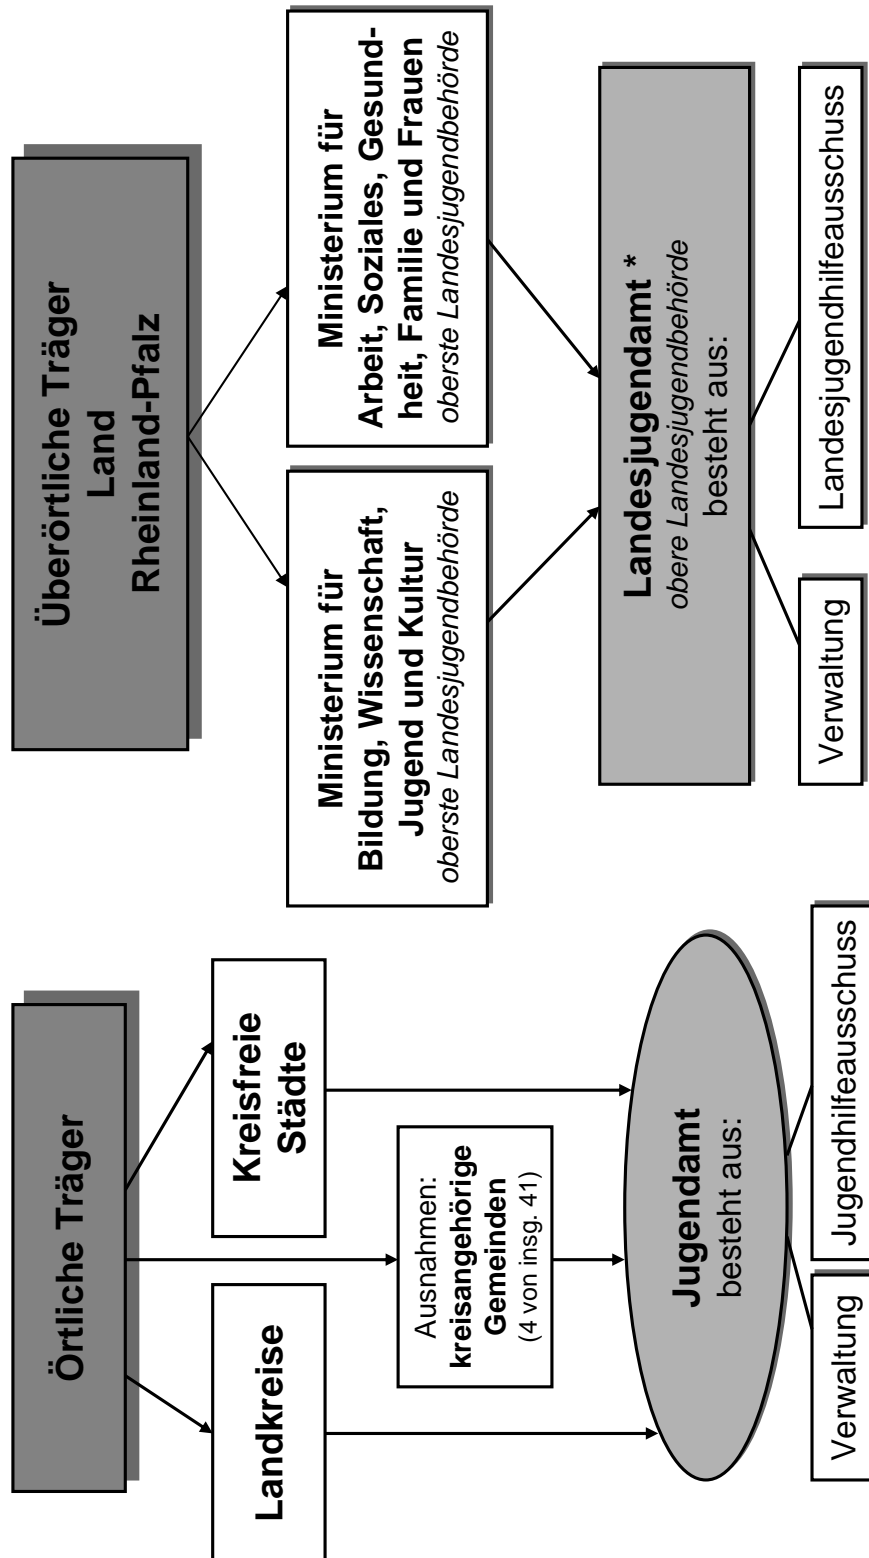 Örtliche Träger
Landkreise
Kreisfreie
Städte
Ausnahmen:
kreisangehörige
Gemeinden
(4 von insg. 41)
Jugendamt
besteht aus:
Verwaltung
Jugendhilfeausschuss
Überörtliche Träger
Land
Rheinland-Pfalz
Ministerium für
Bildung, Wissenschaft,
Jugend und Kultur
oberste Landesjugendbehörde
Ministerium für
Arbeit, Soziales, Gesund-
heit, Familie und Frauen
oberste Landesjugendbehörde
Landesjugendamt *
obere Landesjugendbehörde
besteht aus:
Verwaltung
Landesjugendhilfeausschuss